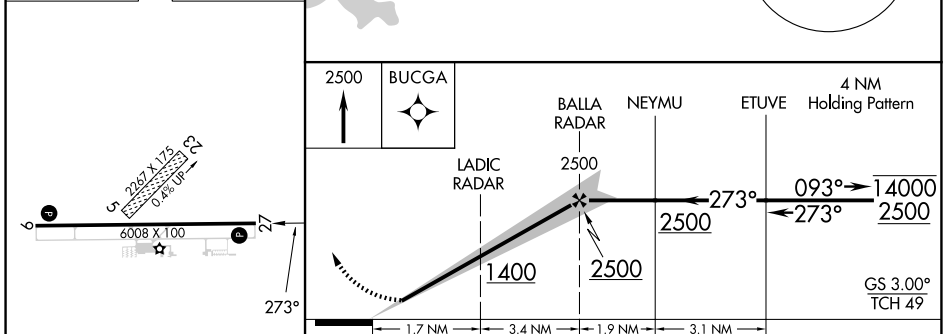 2267 X 175
0.4% UP
5
23
P
9
27
6008 X 100
P
273°
2500
BUCGA
4 NM
Holding Pattern
BALLA
RADAR
NEYMU
ETUVE
LADIC
RADAR
2500
273°
093°
14000
273°
2500
2500
1400
2500
GS 3.00°
TCH 49
1.7 NM
3.4 NM
1.9 NM
3.1 NM